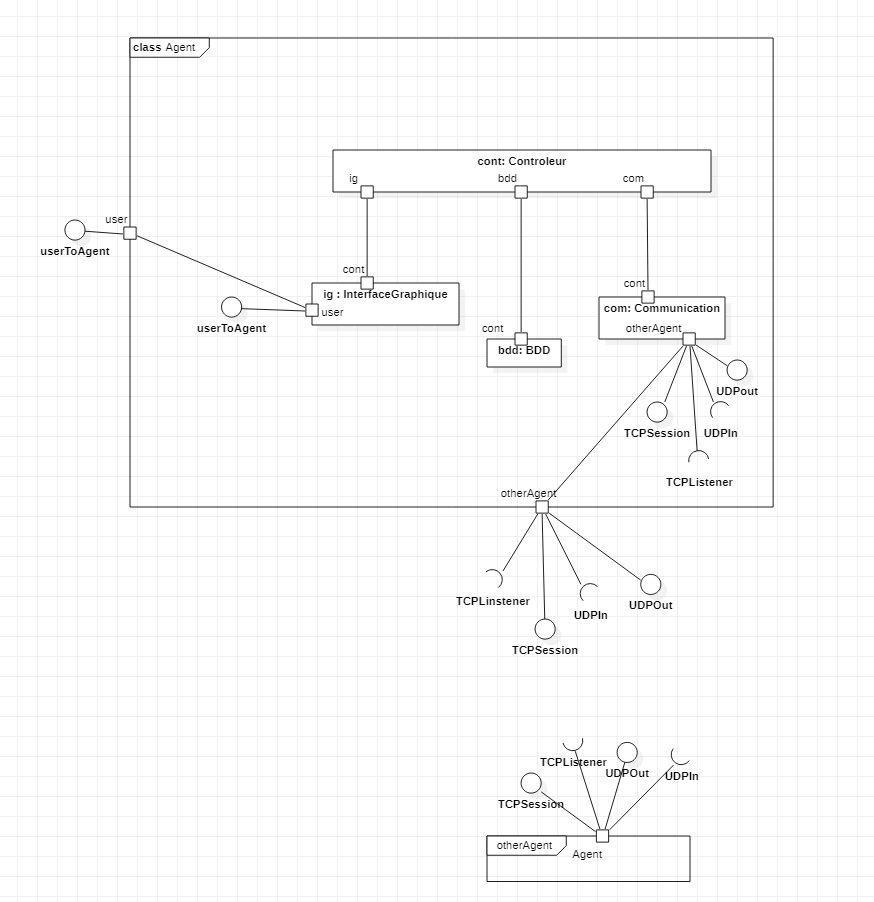 class Agent
cont: Controleur
ig
bdd
com
user
userToAgent
cont
ig : InterfaceGraphique
user
userToAgent
cont
bdd: BDD
cont
com: Communication
otherAgent
UDPout
TCPSession
UDPIn
TCPListener
otherAgent
TCPLinstener
UDPIn
UDPOut
TCPSession
TCPListener
UDPOut
UDPIn
TCPSession
otherAgent
Agent